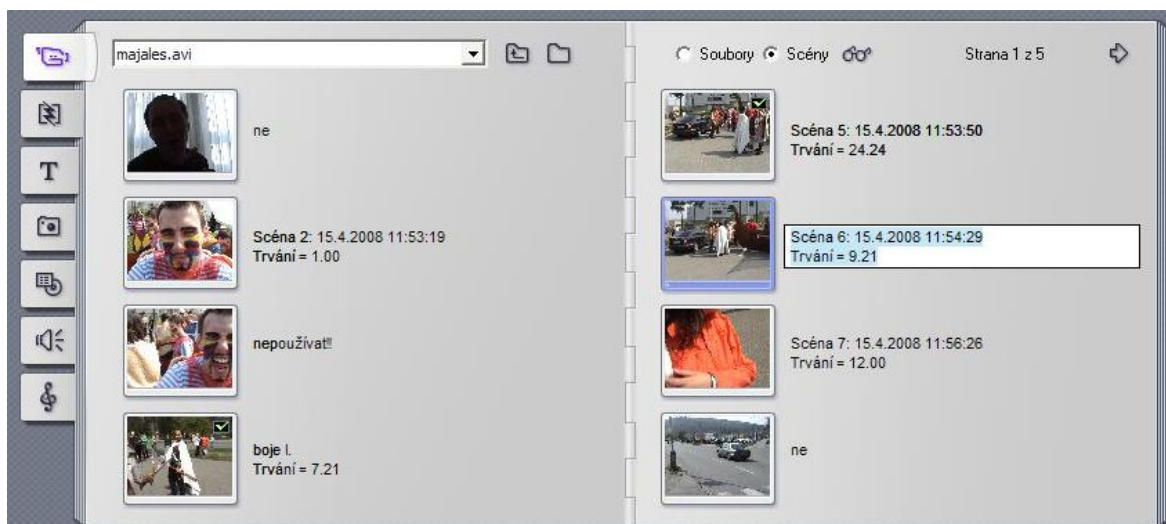 majales.avi
Soubory Scény
Strana 1 z 5
T
ne
Scéna 2: 15.4.2008 11:53:19
Trvání = 1.00
nepoužívat!!
boje I.
Trvání = 7.21
Scéna 5: 15.4.2008 11:53:50
Trvání = 24.24
Scéna 6: 15.4.2008 11:54:29
Trvání = 9.21
Scéna 7: 15.4.2008 11:56:26
Trvání = 12.00
ne